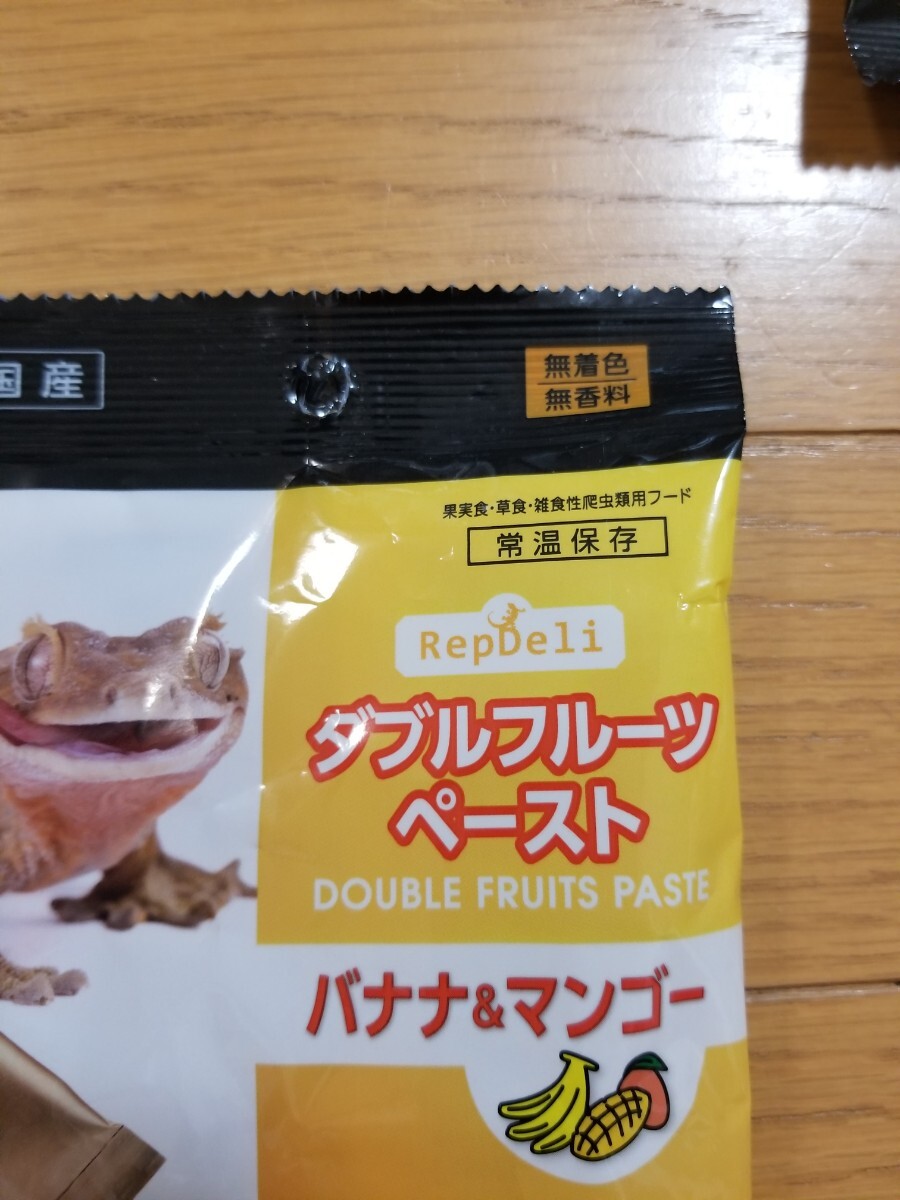 国産
無着色
無香料
果実食・草食・雑食性爬虫類用フード
常温保存
RepDeli
ダブルフルーツ
ペースト
DOUBLE FRUITS PASTE
バナナ&マンゴー